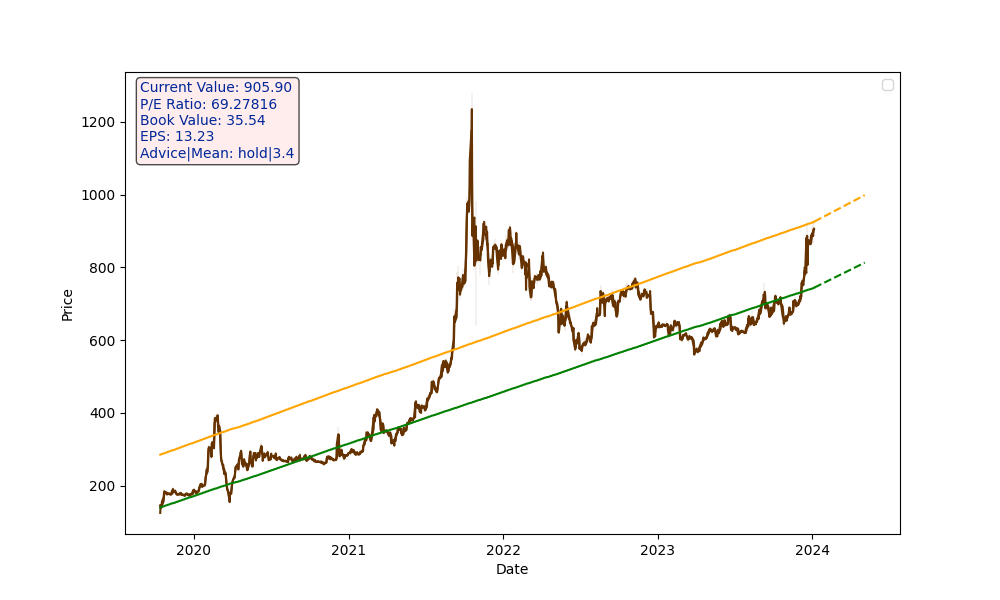 Current Value: 905.90
P/E Ratio: 69.27816
Book Value: 35.54
EPS: 13.23
Advice|Mean: hold|3.4
1200
1000
800
600
400
200
Price
2020
2021
2022
2023
2024
Date